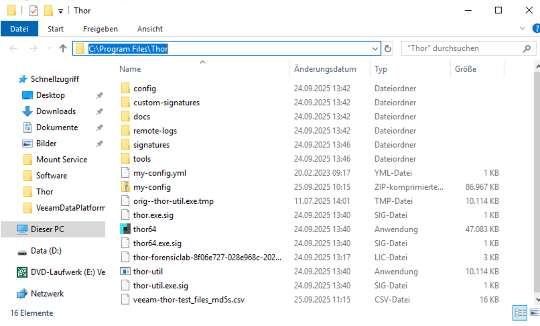 Thor
Datei Start Freigeben Ansicht
C:\Program Files\Thor "Thor" durchsuchen
Name Änderungsdatum Typ Größe
Schnellzugriff
Desktop
Downloads
Dokumente
Bilder
Mount Service
Software
Thor
VeeamDataPlatform
Dieser PC
Data (D:)
DVD-Laufwerk (E:) Ve
Netzwerk
config 24.09.2025 13:42 Dateiordner
custom-signatures 24.09.2025 13:42 Dateiordner
docs 24.09.2025 13:42 Dateiordner
remote-logs 24.09.2025 13:42 Dateiordner
signatures 24.09.2025 13:46 Dateiordner
tools 24.09.2025 13:46 Dateiordner
my-config.yml 20.02.2023 09:17 YML-Datei 1 KB
my-config 25.09.2025 10:15 ZIP-komprimierte... 86.967 KB
orig--thor-util.exe.tmp 11.07.2025 14:01 TMP-Datei 10.114 KB
thor.exe.sig 24.09.2025 13:40 SIG-Datei 1 KB
thor64 24.09.2025 13:40 Anwendung 47.083 KB
thor64.exe.sig 24.09.2025 13:40 SIG-Datei 1 KB
thor-forensiclab-8f06e727-028e968c-202... 24.09.2025 13:17 LIC-Datei 3 KB
thor-util 24.09.2025 13:40 Anwendung 10.114 KB
thor-util.exe.sig 24.09.2025 13:40 SIG-Datei 1 KB
veeam-thor-test_files_md5s.csv 25.09.2025 11:15 CSV-Datei 16 KB
16 Elemente